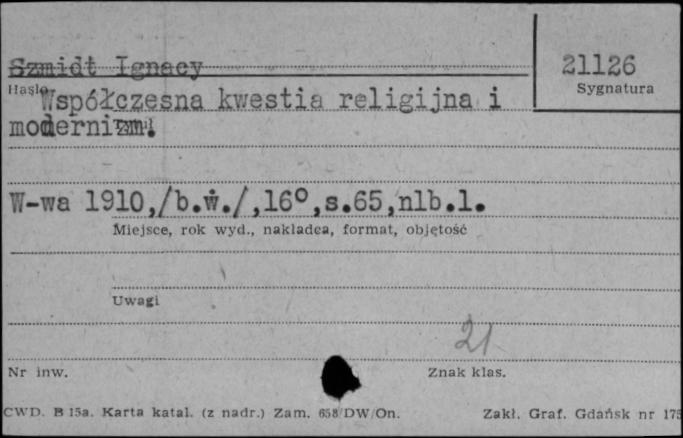 Szmidt Ignacy
21126
Hasło
Sygnatura
Współczesna kwestia religijna i
modernizm.
W-wa 1910,/b.w./,16°,s.65,nlb.1.
Miejsce, rok wyd., nakładca, format, objętość
Uwagi
21
Nr inw.
Znak klas.
CWD. B 15a. Karta katal. (z nadr.) Zam. 658/DW/On.
Zakł. Graf. Gdańsk nr 175